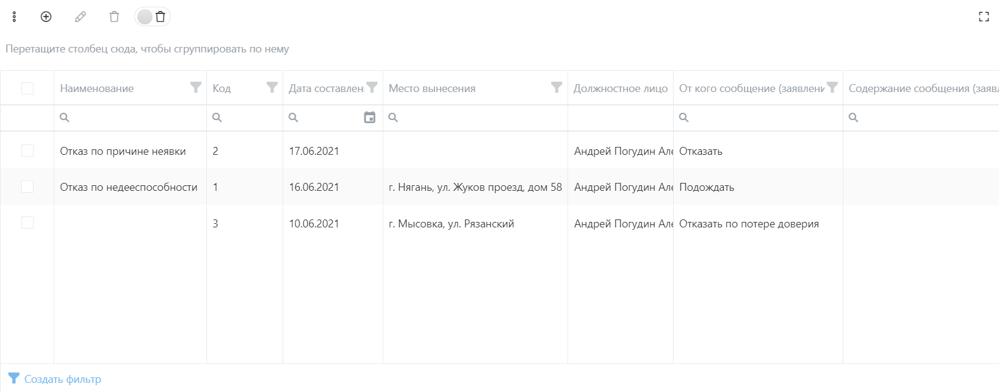 Перетащите столбец сюда, чтобы сгруппировать по нему
Наименование Код Дата составлен Место вынесения Должностное лицо От кого сообщение (заявлени Содержание сообщения (заяв
Отказ по причине неявки 2 17.06.2021 Андрей Погудин Але Отказать
Отказ по недееспособности 1 16.06.2021 г. Нягань, ул. Жуков проезд, дом 58 Андрей Погудин Але Подождать
3 10.06.2021 г. Мысовка, ул. Рязанский Андрей Погудин Але Отказать по потере доверия
Создать фильтр